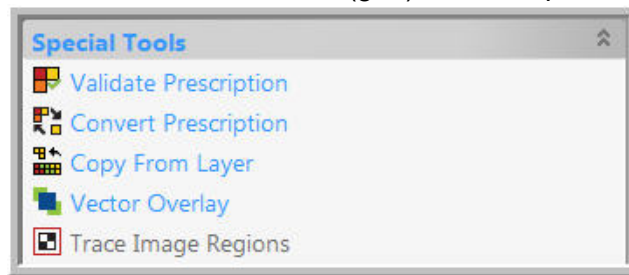 Special Tools
Validate Prescription
Convert Prescription
Copy From Layer
Vector Overlay
Trace Image Regions